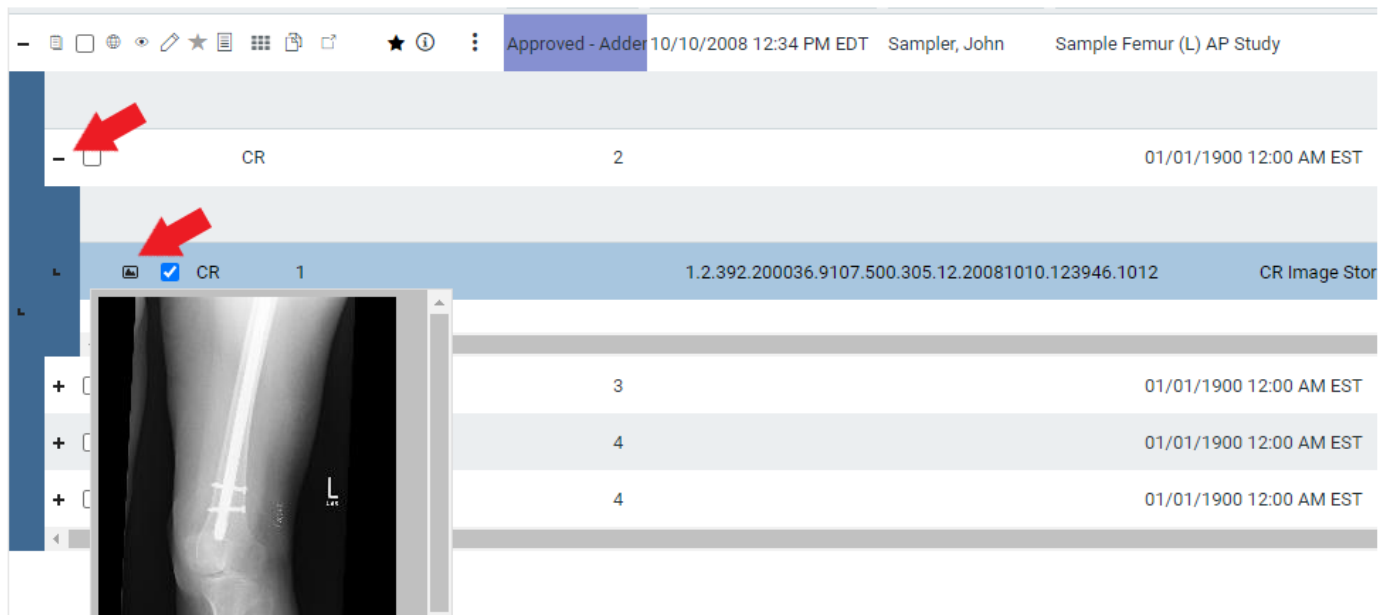 Approved - Adden 10/10/2008 12:34 PM EDT Sampler, John Sample Femur (L) AP Study
CR 2 01/01/1900 12:00 AM EST
CR 1 1.2.392.200036.9107.500.305.12.20081010.123946.1012 CR Image Stor
L
3 01/01/1900 12:00 AM EST
4 01/01/1900 12:00 AM EST
4 01/01/1900 12:00 AM EST